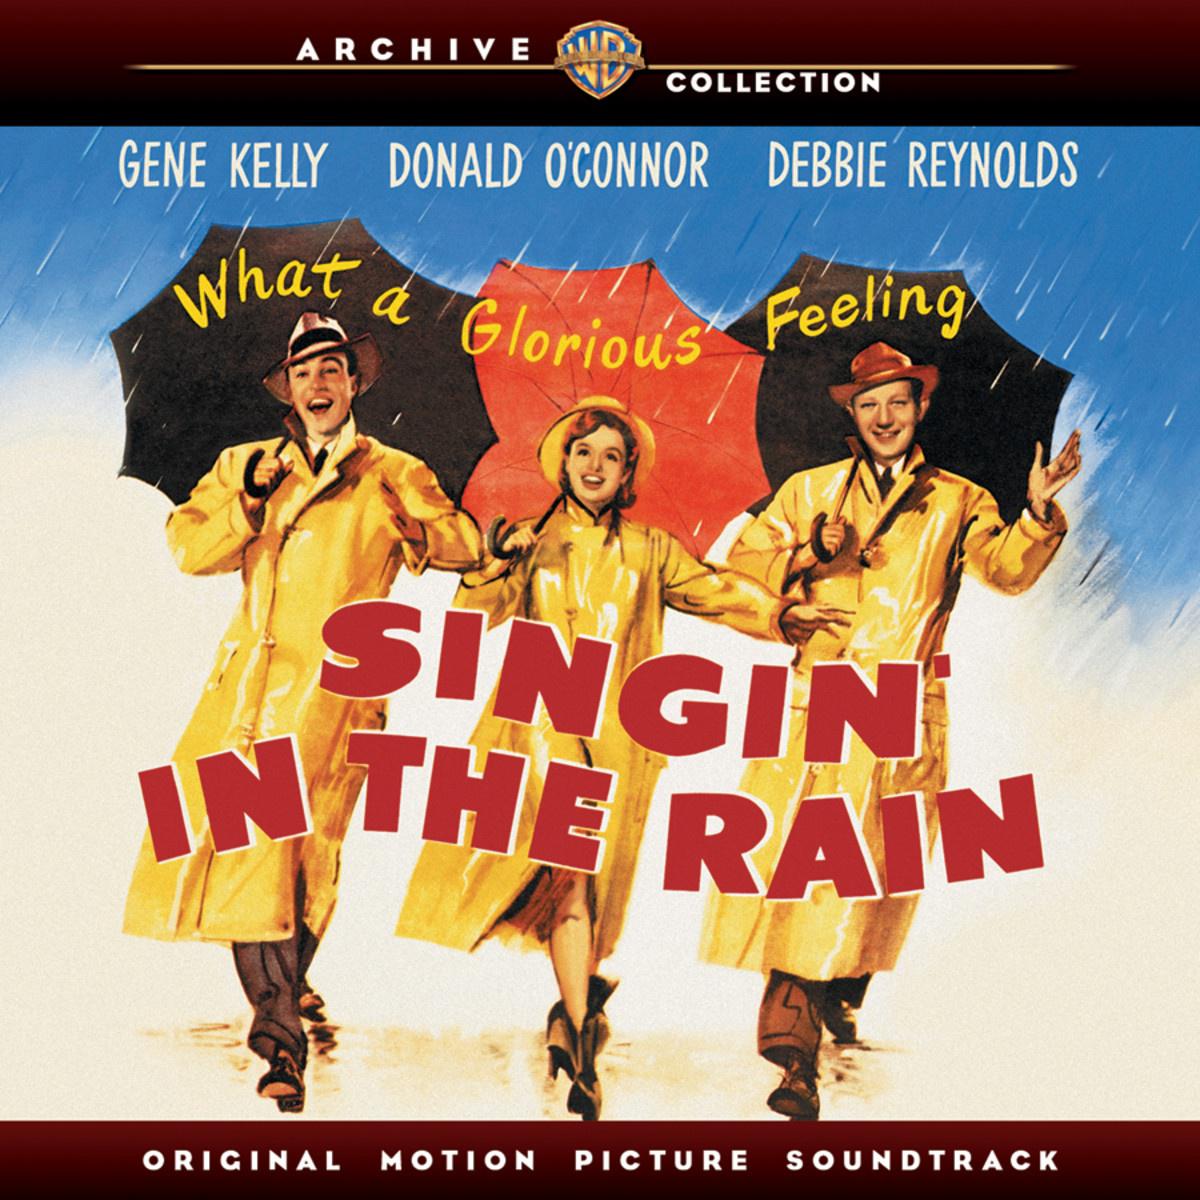 ARCHIVE
WB
COLLECTION
GENE KELLY DONALD O'CONNOR DEBBIE REYNOLDS
What a Glorious Feeling
SINGIN'
IN THE RAIN
ORIGINAL MOTION PICTURE SOUNDTRACK